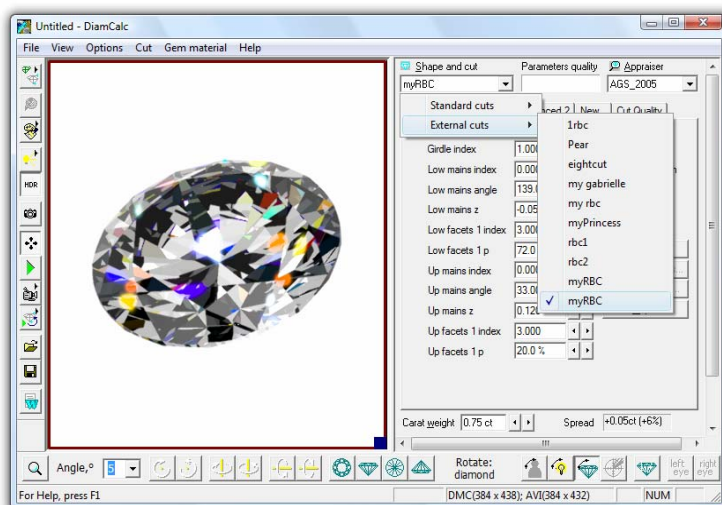 Untitled - DiamCalc
File View Options Cut Gem material Help
Shape and cut Parameters quality Appraiser
myRBC AGS_2005
Standard cuts
External cuts
New Cut Quality
1rbc
Pear
eightcut
my gabrielle
my rbc
myPrincess
rbc1
rbc2
myRBC
✓ myRBC
Girdle index 1.000
Low mains index 0.000
Low mains angle 139.0
Low mains z -0.05
Low facets 1 index 3.000
Low facets 1 p 72.0
Up mains index 0.000
Up mains angle 33.00
Up mains z 0.120
Up facets 1 index 3.000
Up facets 1 p 20.0 %
HDR
Carat weight 0.75 ct Spread +0.05ct (+6%)
Angle,° 5 Rotate: diamond left eye right eye
For Help, press F1 DMC(384 x 438); AVI(384 x 432) NUM